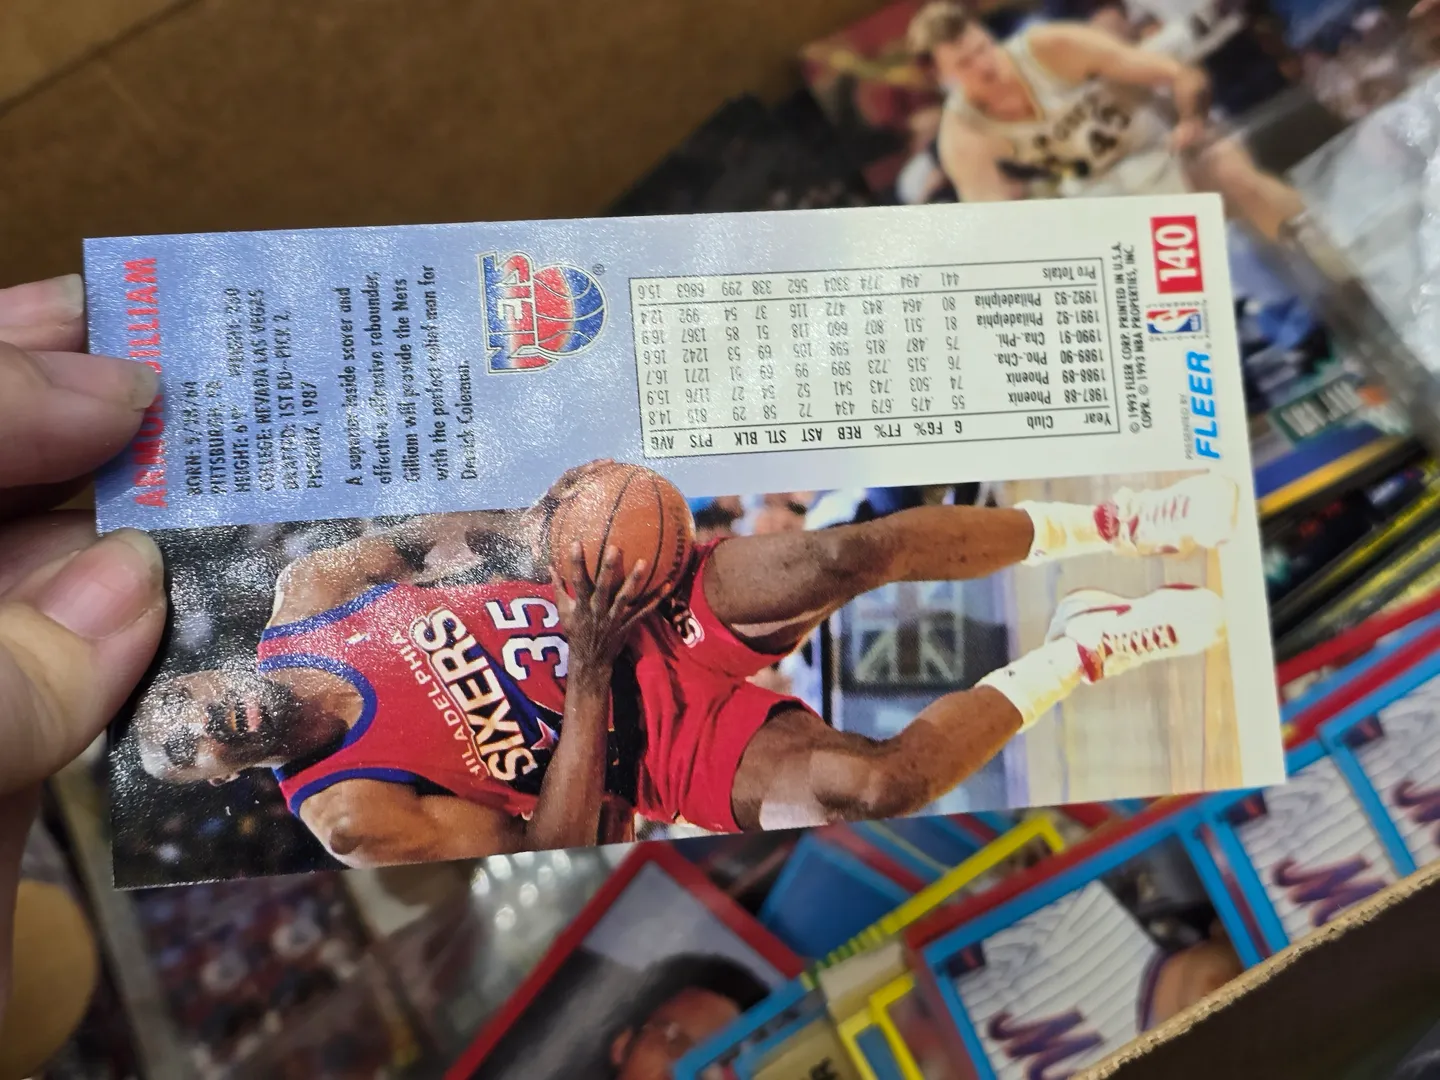 BORN: 5/28/64
PITTSBURGH, PA
HEIGHT: 6'9" WEIGHT: 260
COLLEGE: NEVADA LAS VEGAS
DRAFTED: 1ST RD-PICK 2,
PHOENIX, 1987
A superior inside scorer and
effective offensive rebounder,
Gilliam will provide the Nets
with the perfect relief man for
Derrick Coleman.
NETS
®
Year Club G FG% FT% REB AST STL BLK PTS AVG
1987-88 Phoenix 55 .475 .679 434 72 58 29 815 14.8
1988-89 Phoenix 74 .503 .743 541 52 54 27 1176 15.9
1989-90 Pho.-Cha. 76 .515 .723 599 99 69 51 1271 16.7
1990-91 Cha.-Phi. 75 .487 .815 598 105 69 53 1242 16.6
1991-92 Philadelphia 81 .511 .807 660 118 51 85 1367 16.9
1992-93 Philadelphia 80 .464 .843 472 116 37 54 992 12.4
Pro Totals 441 .494 .774 3304 562 338 299 6863 15.6
© 1993 FLEER CORP. PRINTED IN U.S.A.
COPR. © 1993 NBA PROPERTIES, INC
140
PRESENTED BY
FLEER
SIXERS
35
45